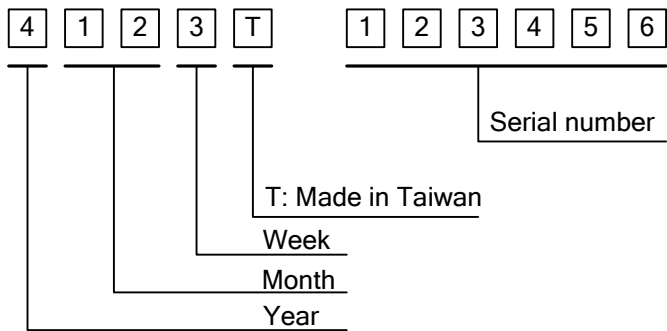 4 1 2 3 T 1 2 3 4 5 6
Serial number
T: Made in Taiwan
Week
Month
Year